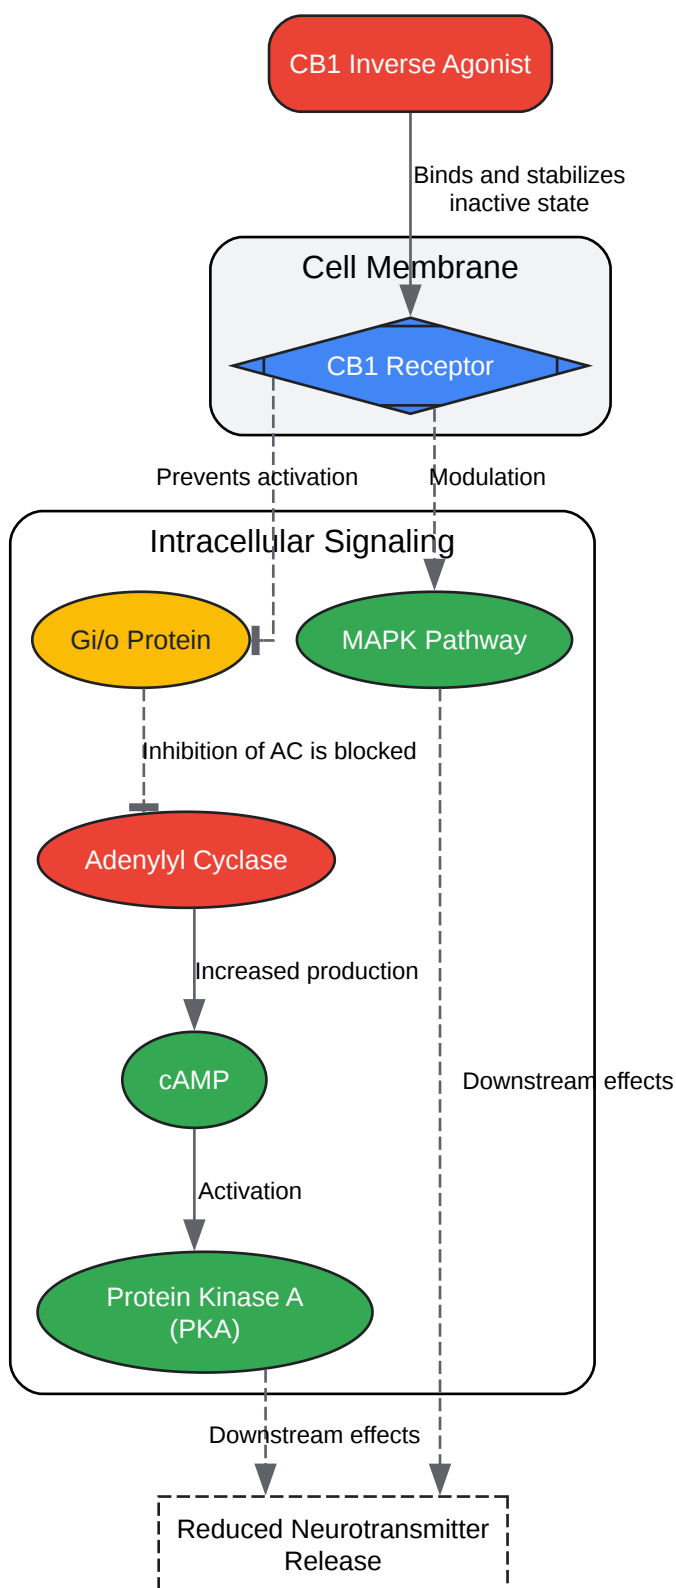 CB1 Inverse Agonist
Binds and stabilizes
inactive state
Cell Membrane
CB1 Receptor
Prevents activation
Modulation
Intracellular Signaling
Gi/o Protein
MAPK Pathway
Inhibition of AC is blocked
Adenylyl Cyclase
Increased production
cAMP
Downstream effects
Activation
Protein Kinase A
(PKA)
Downstream effects
Reduced Neurotransmitter
Release